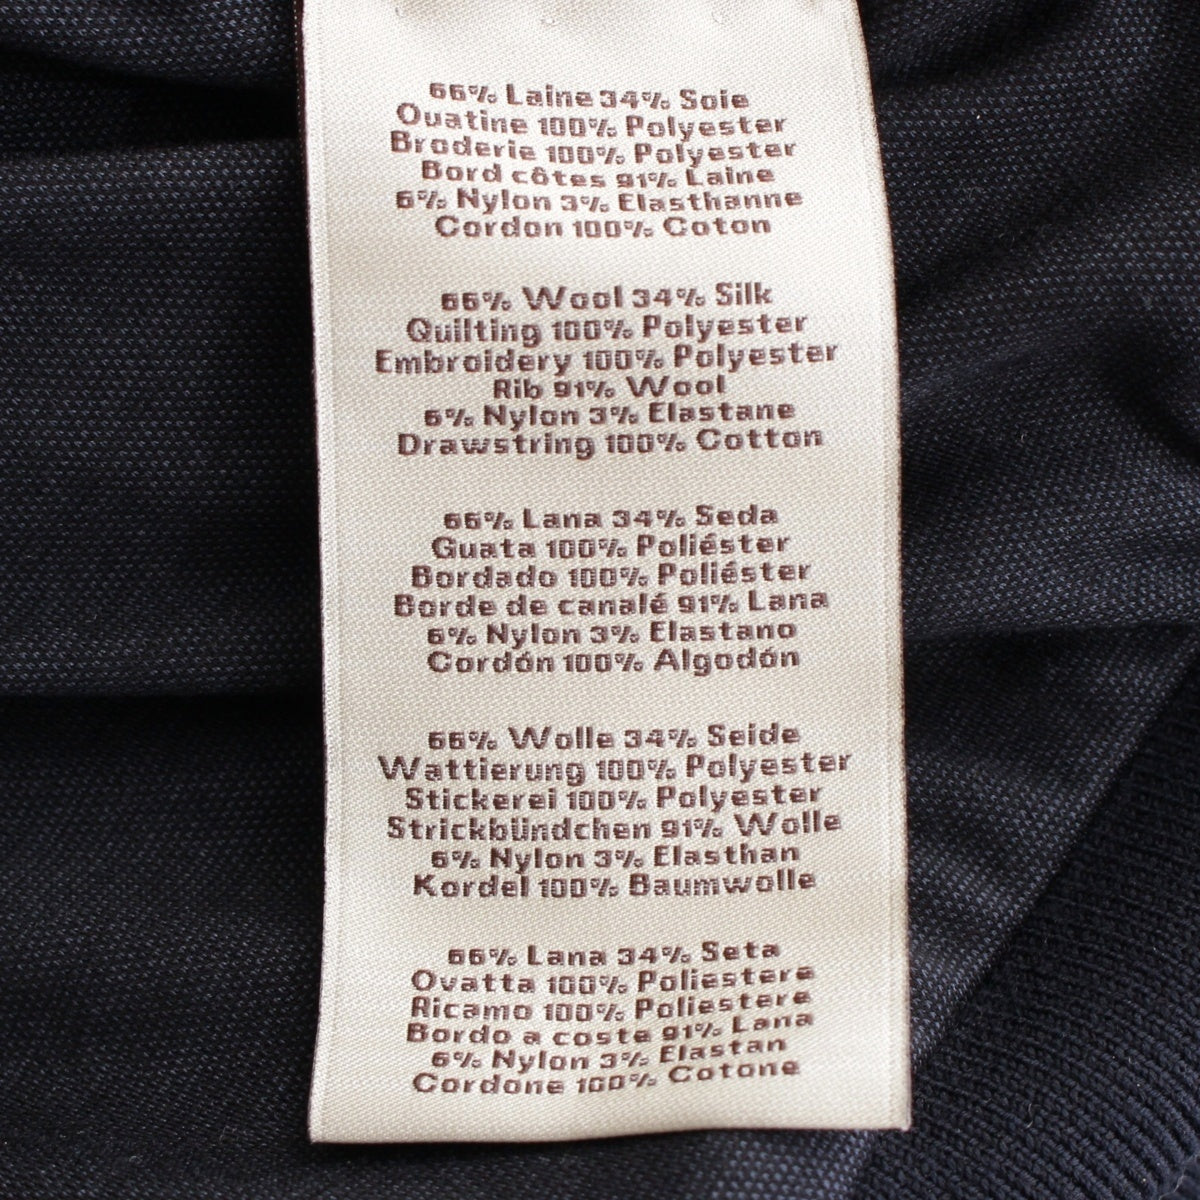 66% Laine 34% Soie
Ouatine 100% Polyester
Broderie 100% Polyester
Bord côtes 91% Laine
6% Nylon 3% Elasthanne
Cordon 100% Coton
66% Wool 34% Silk
Quilting 100% Polyester
Embroidery 100% Polyester
Rib 91% Wool
6% Nylon 3% Elastane
Drawstring 100% Cotton
66% Lana 34% Seda
Guata 100% Poliéster
Bordado 100% Poliéster
Borde de canalé 91% Lana
6% Nylon 3% Elastano
Cordón 100% Algodón
66% Wolle 34% Seide
Wattierung 100% Polyester
Stickerei 100% Polyester
Strickbündchen 91% Wolle
6% Nylon 3% Elasthan
Kordel 100% Baumwolle
66% Lana 34% Seta
Ovatta 100% Poliestere
Ricamo 100% Poliestere
Bordo a coste 91% Lana
6% Nylon 3% Elastan
Cordone 100% Cotone